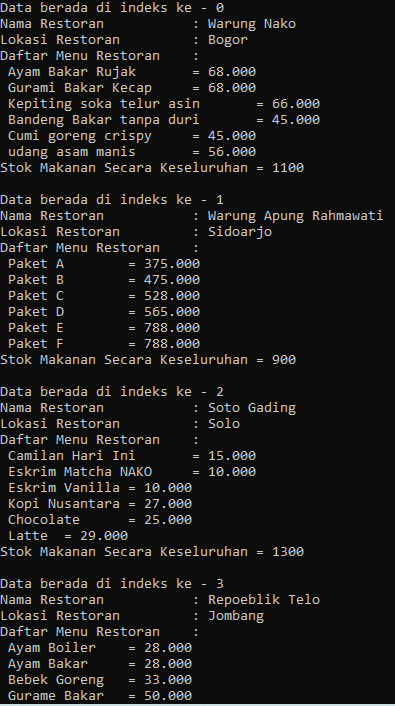 Data berada di indeks ke - 0
Nama Restoran           : Warung Nako
Lokasi Restoran         : Bogor
Daftar Menu Restoran    :
 Ayam Bakar Rujak       = 68.000
 Gurami Bakar Kecap     = 68.000
 Kepiting soka telur asin       = 66.000
 Bandeng Bakar tanpa duri       = 45.000
 Cumi goreng crispy     = 45.000
 udang asam manis       = 56.000
Stok Makanan Secara Keseluruhan = 1100

Data berada di indeks ke - 1
Nama Restoran           : Warung Apung Rahmawati
Lokasi Restoran         : Sidoarjo
Daftar Menu Restoran    :
 Paket A        = 375.000
 Paket B        = 475.000
 Paket C        = 528.000
 Paket D        = 565.000
 Paket E        = 788.000
 Paket F        = 788.000
Stok Makanan Secara Keseluruhan = 900

Data berada di indeks ke - 2
Nama Restoran           : Soto Gading
Lokasi Restoran         : Solo
Daftar Menu Restoran    :
 Camilan Hari Ini       = 15.000
 Eskrim Matcha NAKO     = 10.000
 Eskrim Vanilla = 10.000
 Kopi Nusantara = 27.000
 Chocolate      = 25.000
 Latte  = 29.000
Stok Makanan Secara Keseluruhan = 1300

Data berada di indeks ke - 3
Nama Restoran           : Repoeblik Telo
Lokasi Restoran         : Jombang
Daftar Menu Restoran    :
 Ayam Boiler    = 28.000
 Ayam Bakar     = 28.000
 Bebek Goreng   = 33.000
 Gurame Bakar   = 50.000